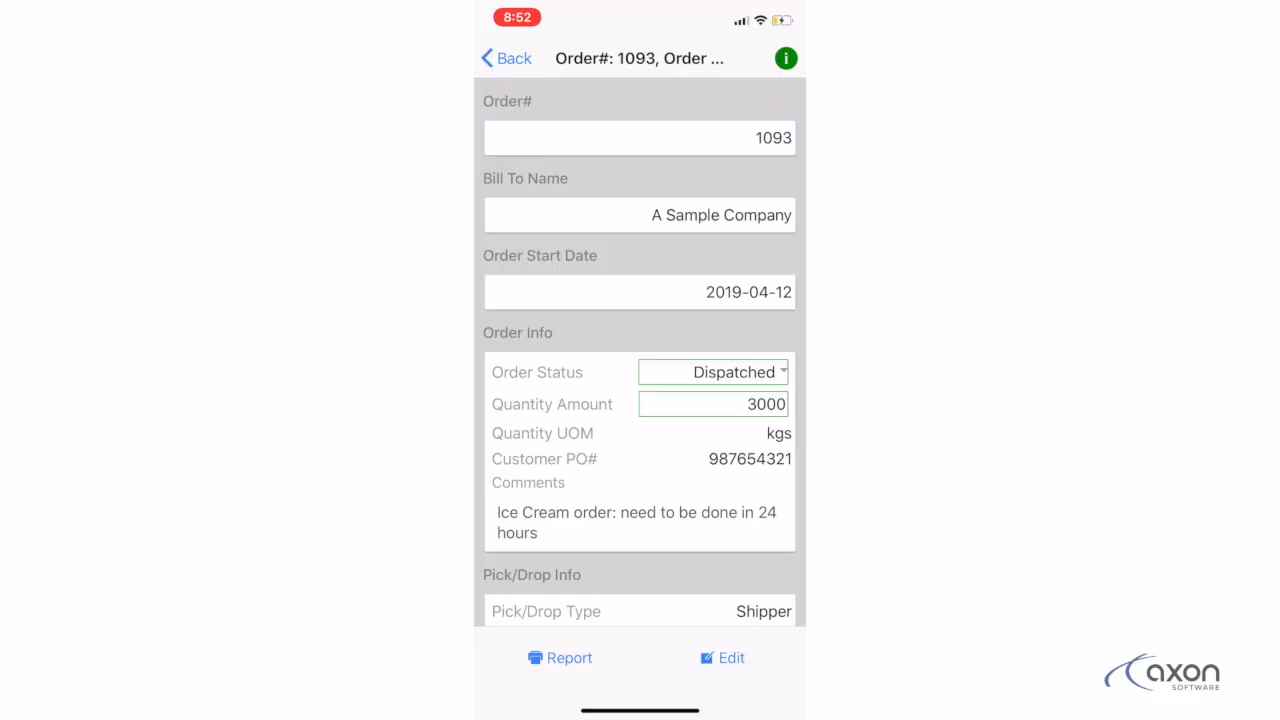 8:52
Back
Order#: 1093, Order ...
i
Order#
1093
Bill To Name
A Sample Company
Order Start Date
2019-04-12
Order Info
Order Status Dispatched
Quantity Amount 3000
Quantity UOM kgs
Customer PO# 987654321
Comments
Ice Cream order: need to be done in 24
hours
Pick/Drop Info
Pick/Drop Type Shipper
Report Edit
axon
SOFTWARE